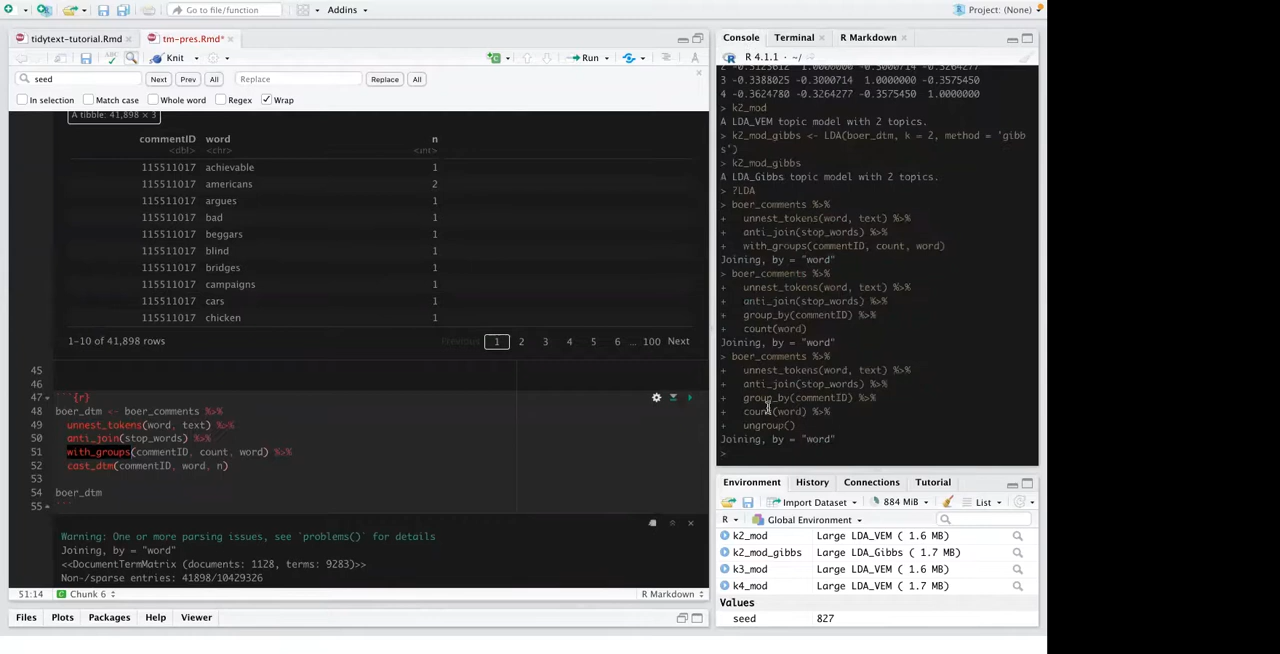 Go to file/function
Addins
Project: (None)
tidytext-tutorial.Rmd
tm-pres.Rmd*
Knit
Run
seed
Next
Prev
All
Replace
Replace
All
In selection
Match case
Whole word
Regex
Wrap
A tibble: 41,898 × 3
commentID word n
<dbl> <chr> <int>
115511017 achievable 1
115511017 americans 2
115511017 argues 1
115511017 bad 1
115511017 beggars 1
115511017 blind 1
115511017 bridges 1
115511017 campaigns 1
115511017 cars 1
115511017 chicken 1
1-10 of 41,898 rows
Previous 1 2 3 4 5 6 ... 100 Next
45
46
47 ```{r}
48 boer_dtm <- boer_comments %>%
49 unnest_tokens(word, text) %>%
50 anti_join(stop_words) %>%
51 with_groups(commentID, count, word) %>%
52 cast_dtm(commentID, word, n)
53
54 boer_dtm
55 ```
Warning: One or more parsing issues, see `problems()` for details
Joining, by = "word"
<<DocumentTermMatrix (documents: 1128, terms: 9283)>>
Non-/sparse entries: 41898/10429326
51:14
Chunk 6
R Markdown
Files
Plots
Packages
Help
Viewer
Console
Terminal
R Markdown
R 4.1.1 · ~/
3 -0.3388025 -0.3000714 1.0000000 -0.3575450
4 -0.3624780 -0.3264277 -0.3575450 1.0000000
> k2_mod
A LDA_VEM topic model with 2 topics.
> k2_mod_gibbs <- LDA(boer_dtm, k = 2, method = 'gibb
s')
> k2_mod_gibbs
A LDA_Gibbs topic model with 2 topics.
> ?LDA
> boer_comments %>%
+ unnest_tokens(word, text) %>%
+ anti_join(stop_words) %>%
+ with_groups(commentID, count, word)
Joining, by = "word"
> boer_comments %>%
+ unnest_tokens(word, text) %>%
+ anti_join(stop_words) %>%
+ group_by(commentID) %>%
+ count(word)
Joining, by = "word"
> boer_comments %>%
+ unnest_tokens(word, text) %>%
+ anti_join(stop_words) %>%
+ group_by(commentID) %>%
+ count(word) %>%
+ ungroup()
Joining, by = "word"
>
Environment
History
Connections
Tutorial
Import Dataset
884 MiB
List
R
Global Environment
k2_mod Large LDA_VEM ( 1.6 MB)
k2_mod_gibbs Large LDA_Gibbs ( 1.7 MB)
k3_mod Large LDA_VEM ( 1.6 MB)
k4_mod Large LDA_VEM ( 1.7 MB)
Values
seed 827